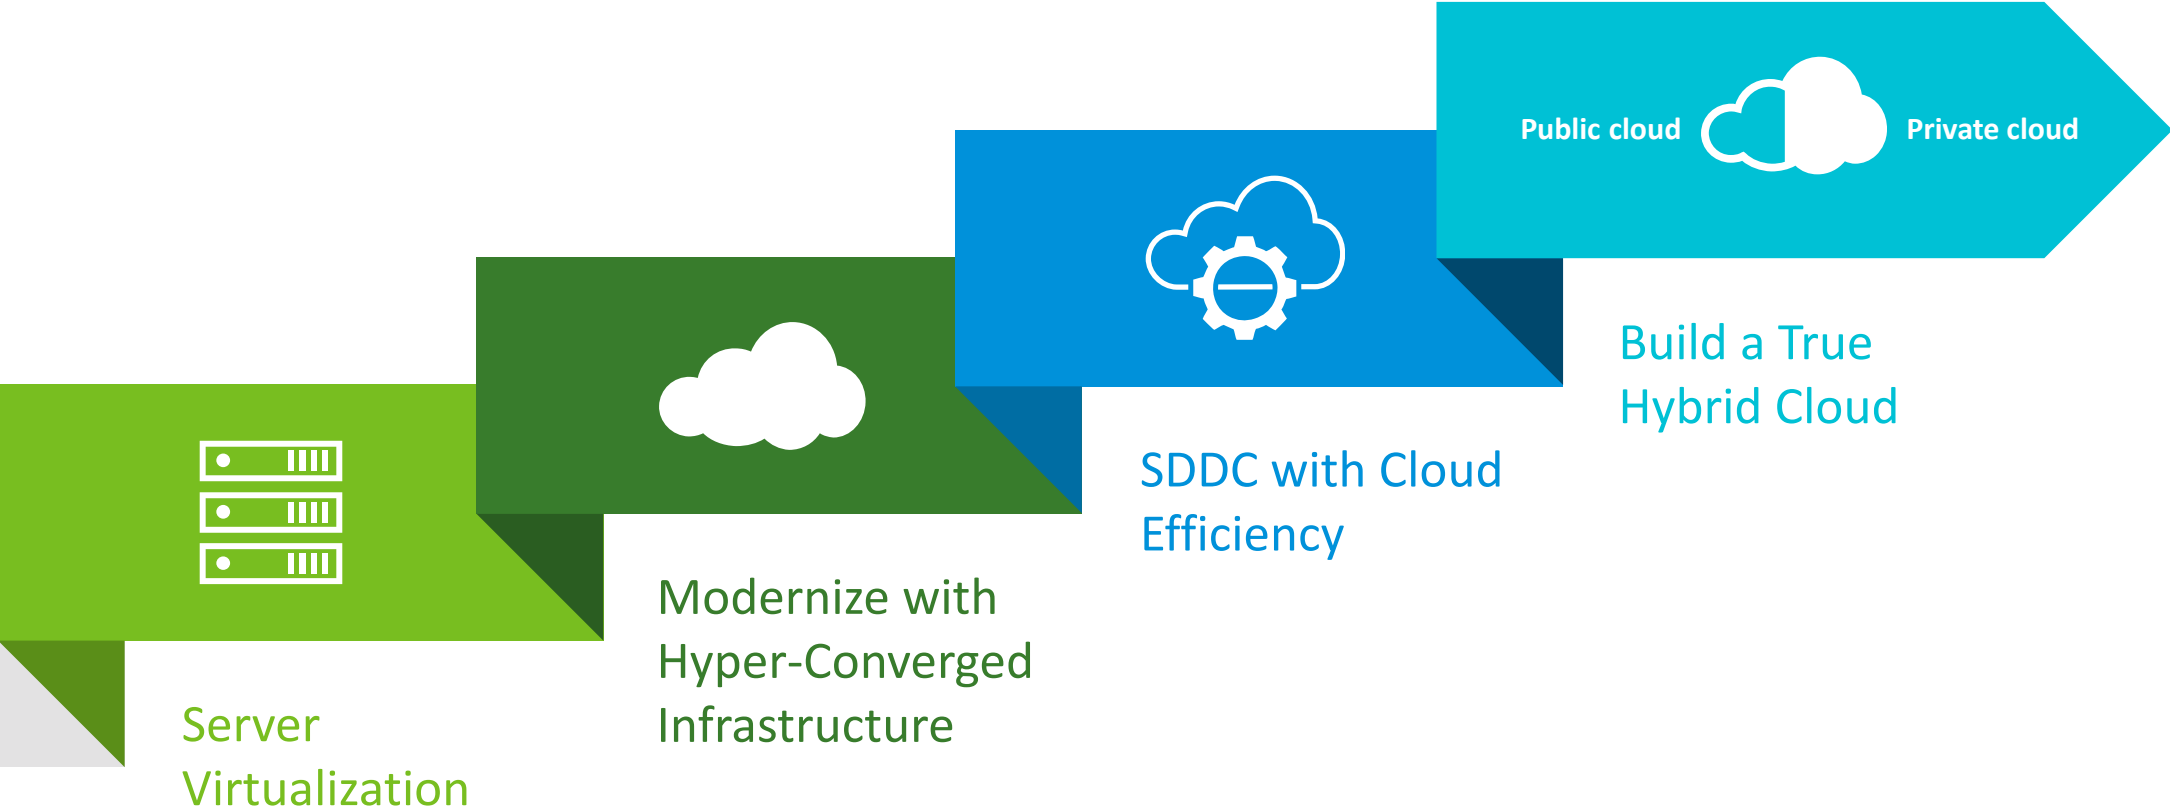 Public cloud
Private cloud
Build a True
Hybrid Cloud
SDDC with Cloud
Efficiency
Modernize with
Hyper-Converged
Infrastructure
Server
Virtualization